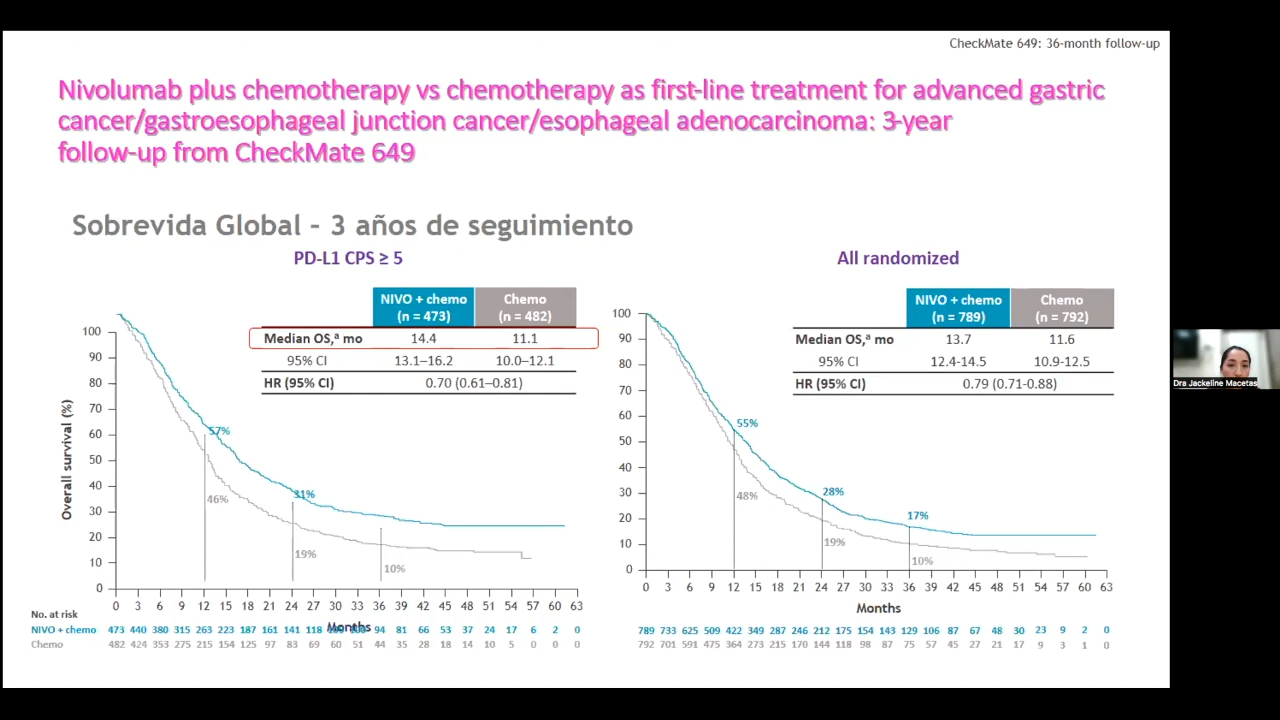 CheckMate 649: 36-month follow-up
Nivolumab plus chemotherapy vs chemotherapy as first-line treatment for advanced gastric
cancer/gastroesophageal junction cancer/esophageal adenocarcinoma: 3-year
follow-up from CheckMate 649
Sobrevida Global – 3 años de seguimiento
PD-L1 CPS ≥ 5
NIVO + chemo
(n = 473)
Chemo
(n = 482)
Median OS,ᵃ mo 14.4 11.1
95% CI 13.1–16.2 10.0–12.1
HR (95% CI) 0.70 (0.61–0.81)
Overall survival (%)
100
90
80
70
60
50
40
30
20
10
0
57%
46%
31%
19%
10%
0 3 6 9 12 15 18 21 24 27 30 33 36 39 42 45 48 51 54 57 60 63
Months
No. at risk
NIVO + chemo 473 440 380 315 263 223 187 161 141 118 94 81 66 53 37 24 17 6 2 0
Chemo 482 424 353 275 215 154 125 97 83 69 60 51 44 35 28 18 14 10 5 0 0 0
All randomized
NIVO + chemo
(n = 789)
Chemo
(n = 792)
Median OS,ᵃ mo 13.7 11.6
95% CI 12.4-14.5 10.9-12.5
HR (95% CI) 0.79 (0.71-0.88)
100
90
80
70
60
50
40
30
20
10
0
55%
48%
28%
19%
17%
10%
0 3 6 9 12 15 18 21 24 27 30 33 36 39 42 45 48 51 54 57 60 63
Months
789 733 625 509 422 349 287 246 212 175 154 143 129 106 87 67 48 30 23 9 2 0
792 701 591 475 364 273 215 170 144 118 98 87 75 57 45 27 21 17 9 3 1 0
Dra Jackeline Macetas